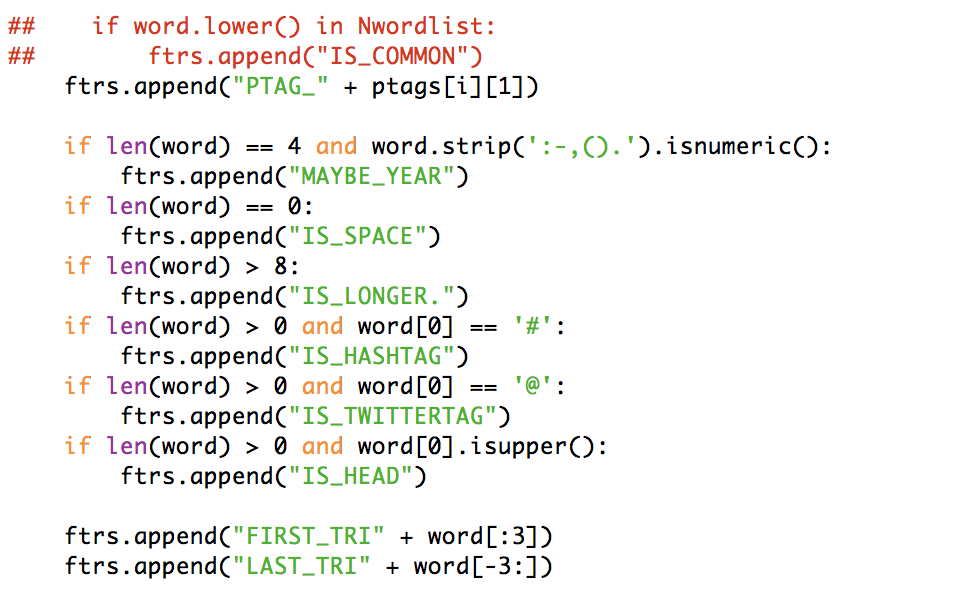 ##    if word.lower() in Nwordlist:
##        ftrs.append("IS_COMMON")
    ftrs.append("PTAG_" + ptags[i][1])

    if len(word) == 4 and word.strip(':-,().').isnumeric():
        ftrs.append("MAYBE_YEAR")
    if len(word) == 0:
        ftrs.append("IS_SPACE")
    if len(word) > 8:
        ftrs.append("IS_LONGER.")
    if len(word) > 0 and word[0] == '#':
        ftrs.append("IS_HASHTAG")
    if len(word) > 0 and word[0] == '@':
        ftrs.append("IS_TWITTERTAG")
    if len(word) > 0 and word[0].isupper():
        ftrs.append("IS_HEAD")

    ftrs.append("FIRST_TRI" + word[:3])
    ftrs.append("LAST_TRI" + word[-3:])